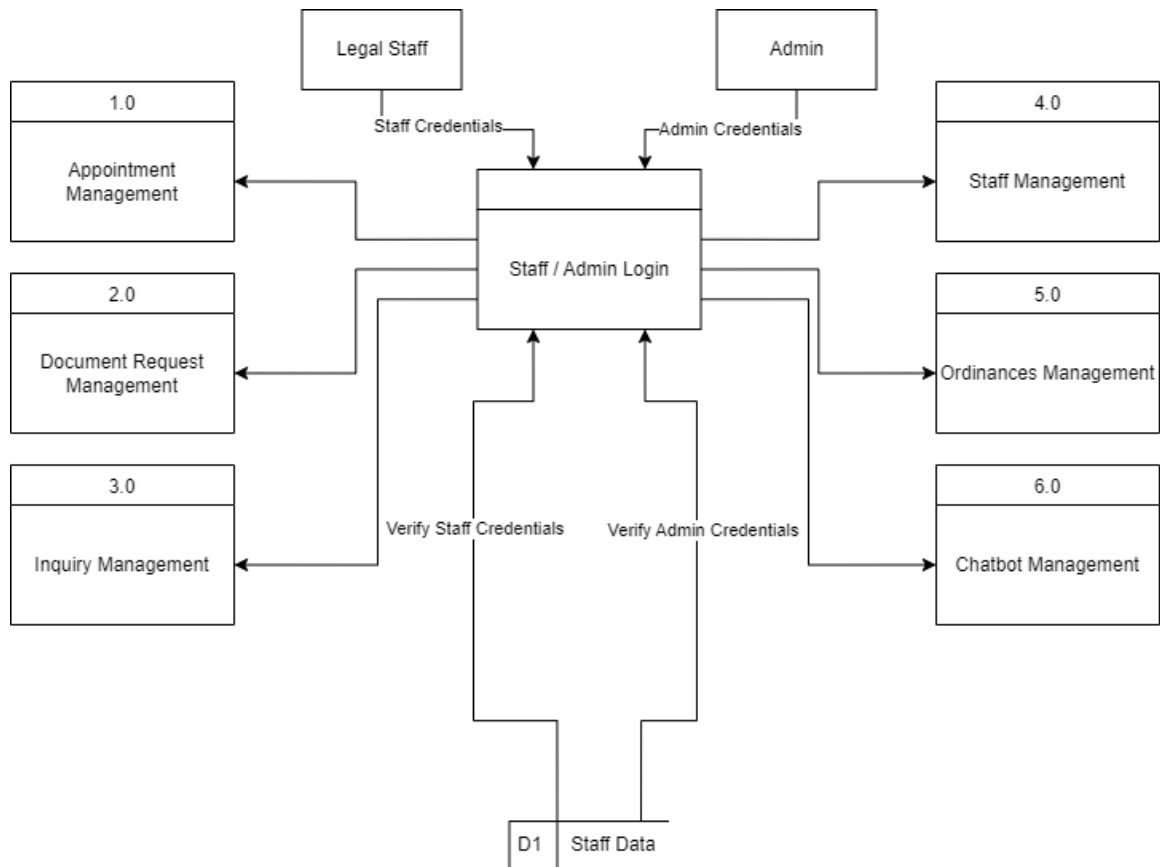 Legal Staff
Admin
1.0
Appointment
Management
Staff Credentials
Admin Credentials
4.0
Staff Management
Staff / Admin Login
2.0
Document Request
Management
5.0
Ordinances Management
3.0
Inquiry Management
Verify Staff Credentials
Verify Admin Credentials
6.0
Chatbot Management
D1
Staff Data